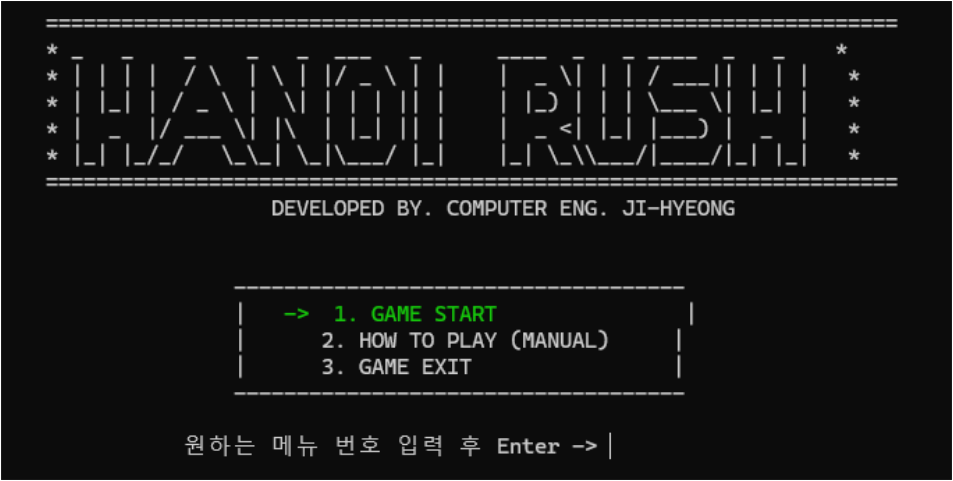 HANOI RUSH
DEVELOPED BY. COMPUTER ENG. JI-HYEONG
-> 1. GAME START
2. HOW TO PLAY (MANUAL)
3. GAME EXIT
원하는 메뉴 번호 입력 후 Enter ->